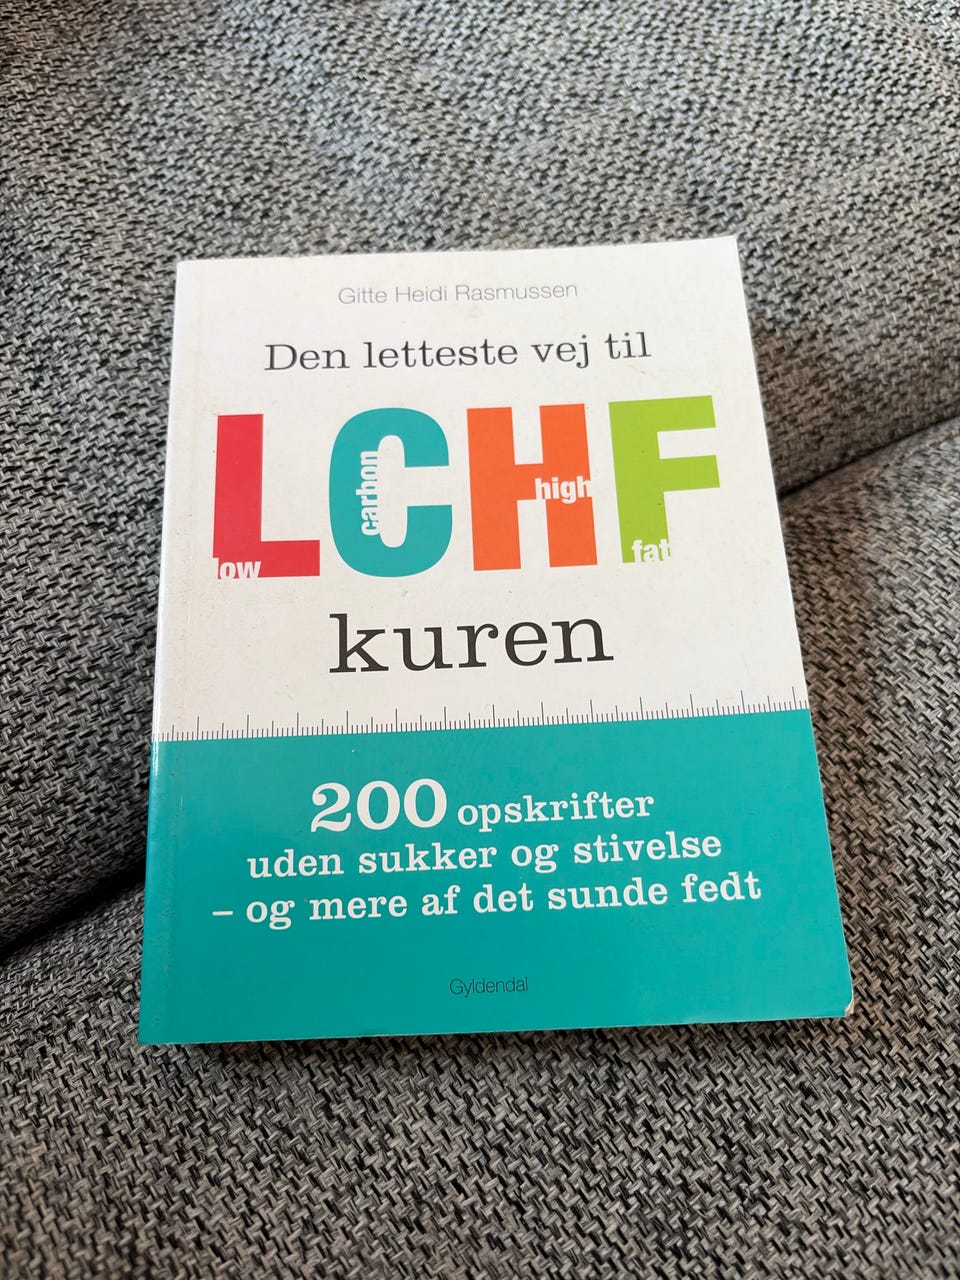 Gitte Heidi Rasmussen
Den letteste vej til
LCHF
low
carbon
high
fat
kuren
200 opskrifter
uden sukker og stivelse
– og mere af det sunde fedt
Gyldendal